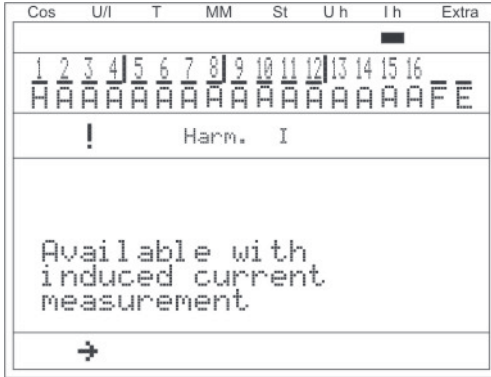 Cos U/I T MM St U h I h Extra
1 2 3 4 5 6 7 8 9 10 11 12 13 14 15 16
H A A A A A A A A A A A A A A A F E
! Harm. I
Available with
induced current
measurement
→